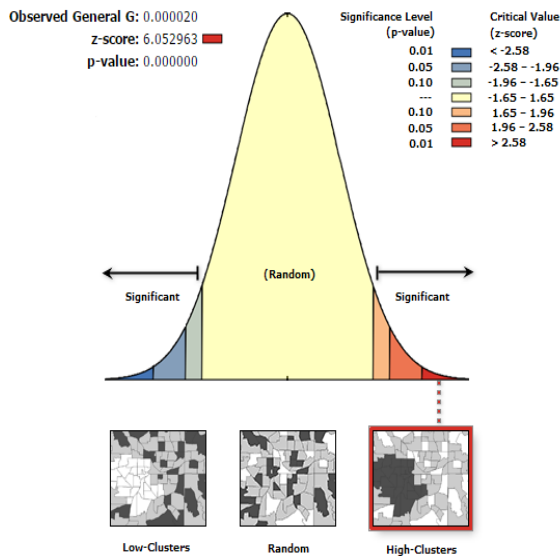 Observed General G: 0.000020
z-score: 6.052963
p-value: 0.000000
Significance Level
(p-value)
Critical Value
(z-score)
0.01 < -2.58
0.05 -2.58 – -1.96
0.10 -1.96 – -1.65
--- -1.65 – 1.65
0.10 1.65 – 1.96
0.05 1.96 – 2.58
0.01 > 2.58
Significant
(Random)
Significant
Low-Clusters
Random
High-Clusters